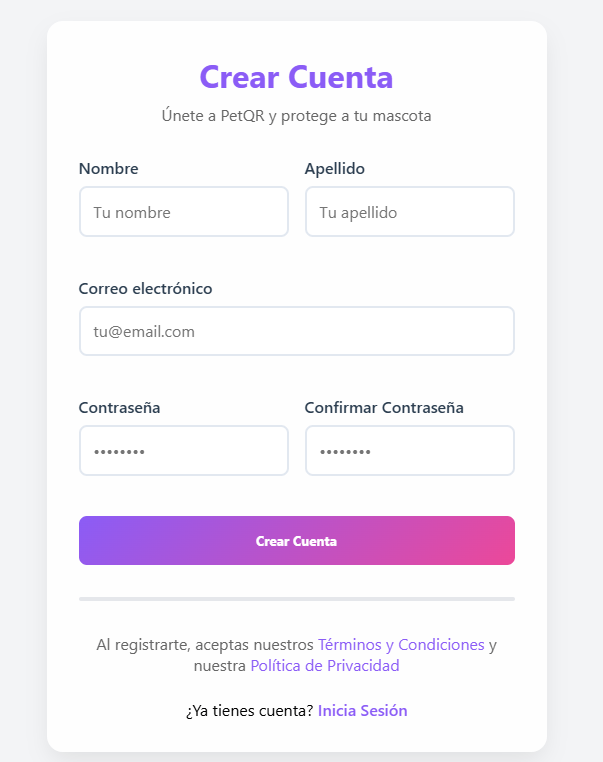 Crear Cuenta
Únete a PetQR y protege a tu mascota
Nombre
Apellido
Tu nombre
Tu apellido
Correo electrónico
tu@email.com
Contraseña
Confirmar Contraseña
••••••••
••••••••
Crear Cuenta
Al registrarte, aceptas nuestros Términos y Condiciones y
nuestra Política de Privacidad
¿Ya tienes cuenta? Inicia Sesión